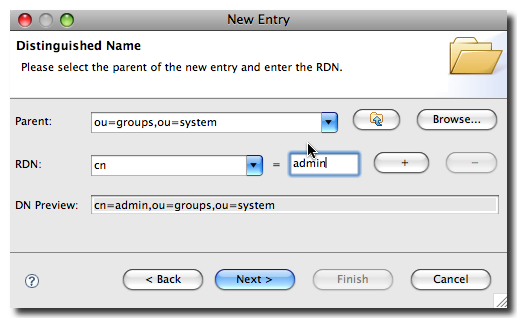 New Entry
Distinguished Name
Please select the parent of the new entry and enter the RDN.
Parent: ou=groups,ou=system Browse...
RDN: cn = admin + −
DN Preview: cn=admin,ou=groups,ou=system
? < Back Next > Finish Cancel